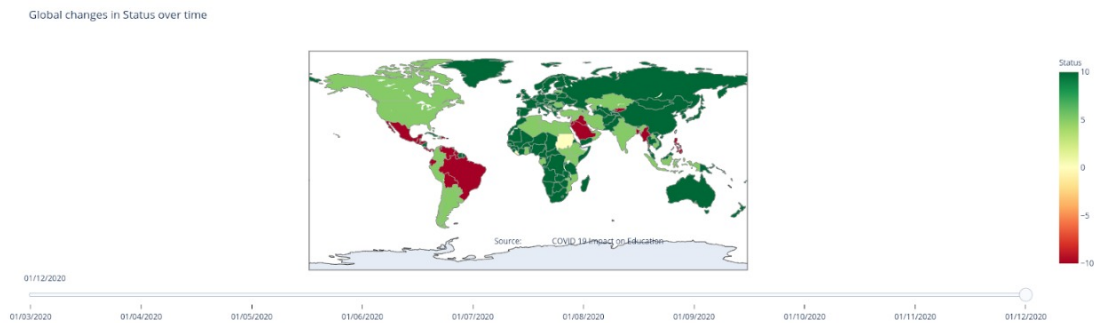 Global changes in Status over time
Status
10
5
0
−5
−10
Source: COVID 19 Impact on Education
01/12/2020
01/03/2020 01/04/2020 01/05/2020 01/06/2020 01/07/2020 01/08/2020 01/09/2020 01/10/2020 01/11/2020 01/12/2020